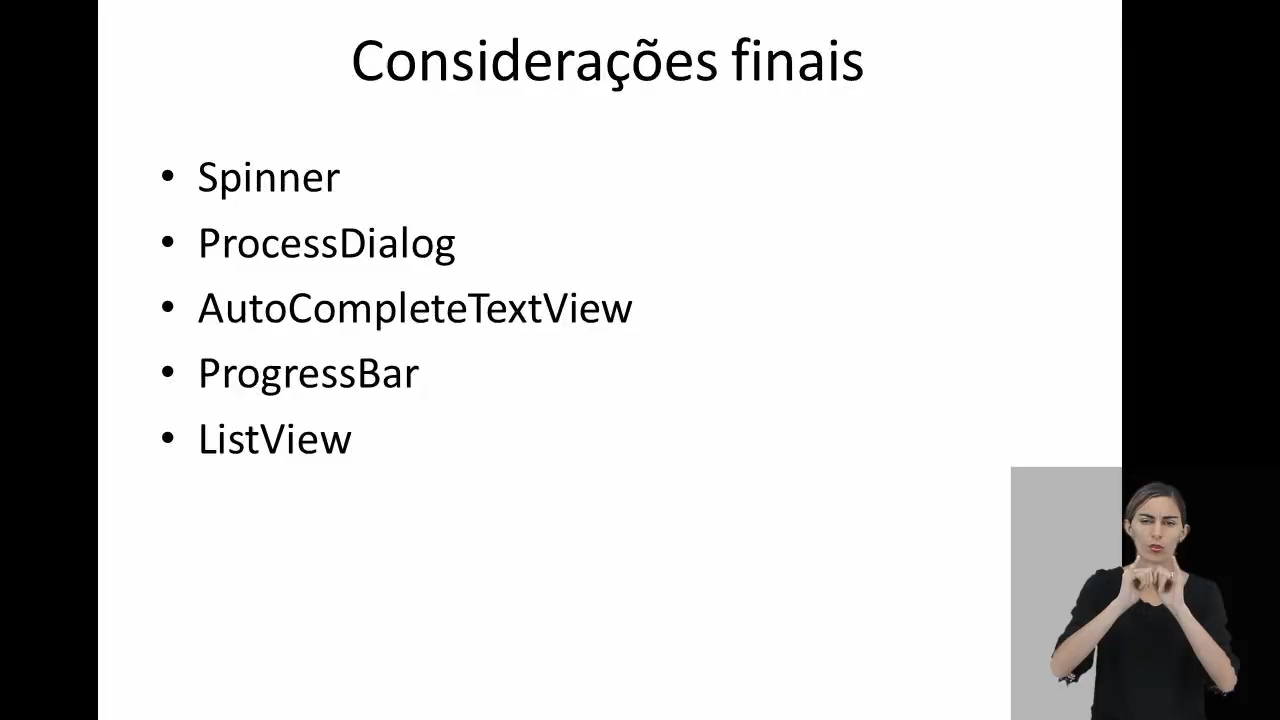 Considerações finais
• Spinner
• ProcessDialog
• AutoCompleteTextView
• ProgressBar
• ListView